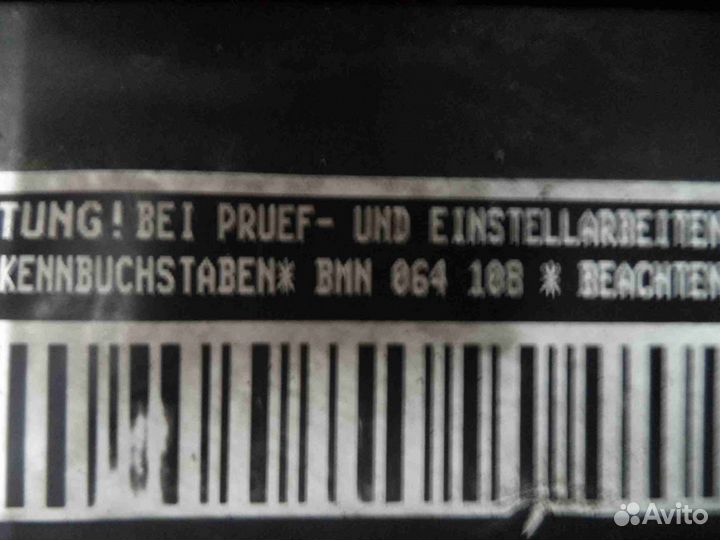 TUNG! BEI PRUEF- UND EINSTELLARBEITEN
KENNBUCHSTABEN* BMN 064 108 * BEACHTEN
Avito